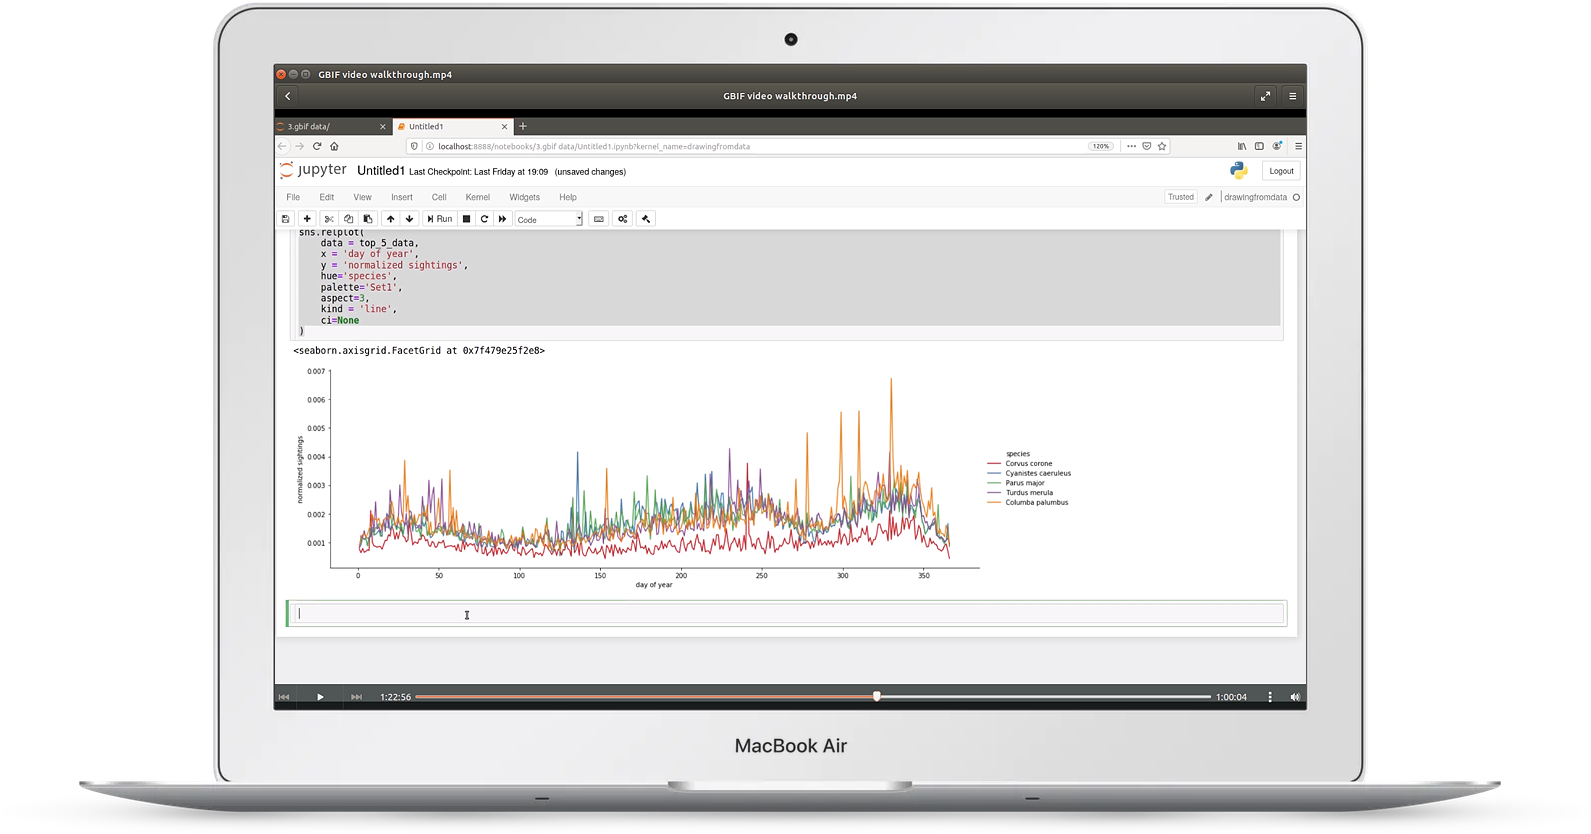 GBIF video walkthrough.mp4
GBIF video walkthrough.mp4
3.gbif data/
Untitled1
localhost:8888/notebooks/3.gbif data/Untitled1.ipynb?kernel_name=drawingfromdata
120%
jupyter Untitled1 Last Checkpoint: Last Friday at 19:09 (unsaved changes)
Logout
File Edit View Insert Cell Kernel Widgets Help
Trusted
drawingfromdata
Run
Code
sns.relplot(
data = top_5_data,
x = 'day of year',
y = 'normalized sightings',
hue='species',
palette='Set1',
aspect=3,
kind = 'line',
ci=None
)
<seaborn.axisgrid.FacetGrid at 0x7f479e25f2e8>
0.007
0.006
0.005
0.004
0.003
0.002
0.001
normalized sightings
0 50 100 150 200 250 300 350
day of year
species
Corvus corone
Cyanistes caeruleus
Parus major
Turdus merula
Columba palumbus
1:22:56
1:00:04
MacBook Air